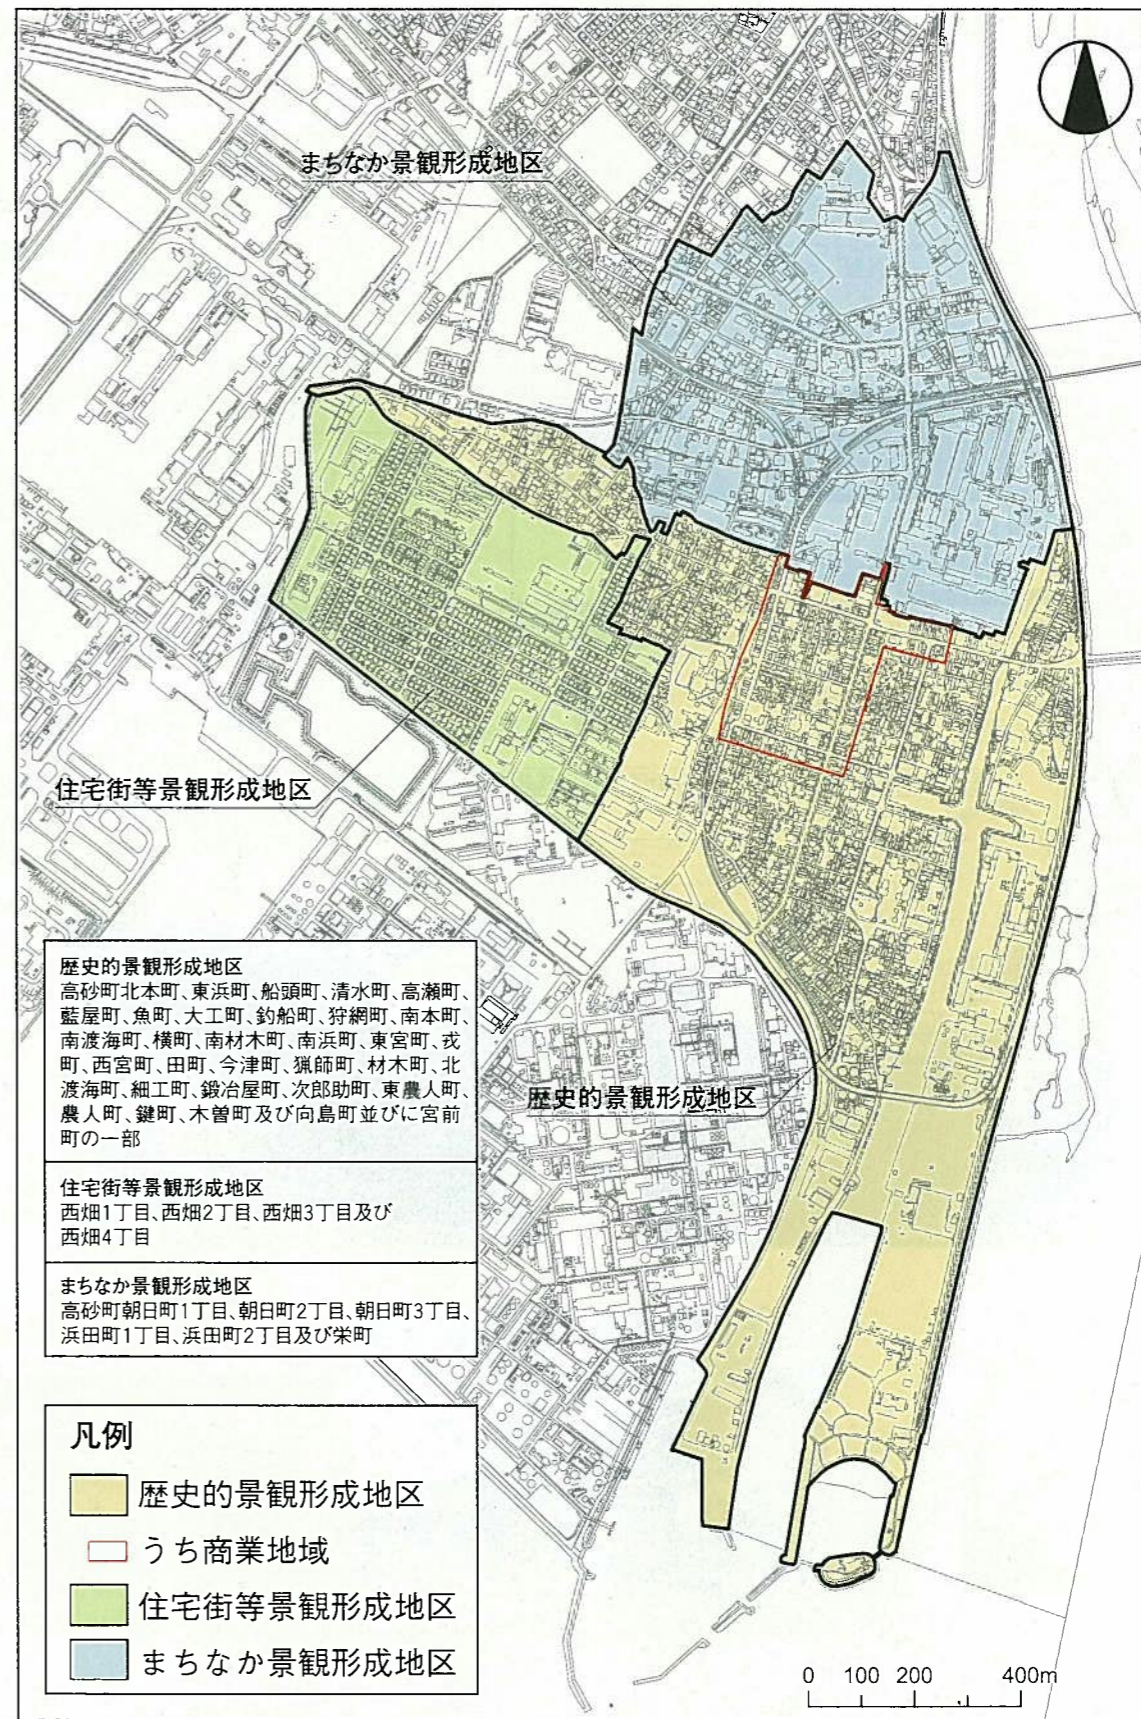 まちなか景観形成地区
住宅街等景観形成地区
歴史的景観形成地区
歴史的景観形成地区
高砂町北本町、東浜町、船頭町、清水町、高瀬町、
藍屋町、魚町、大工町、釣船町、狩網町、南本町、
南渡海町、横町、南材木町、南浜町、東宮町、戎
町、西宮町、田町、今津町、猟師町、材木町、北
渡海町、細工町、鍛冶屋町、次郎助町、東農人町、
農人町、鍵町、木曽町及び向島町並びに宮前
町の一部
住宅街等景観形成地区
西畑1丁目、西畑2丁目、西畑3丁目及び
西畑4丁目
まちなか景観形成地区
高砂町朝日町1丁目、朝日町2丁目、朝日町3丁目、
浜田町1丁目、浜田町2丁目及び栄町
凡例
歴史的景観形成地区
うち商業地域
住宅街等景観形成地区
まちなか景観形成地区
0 100 200 400m